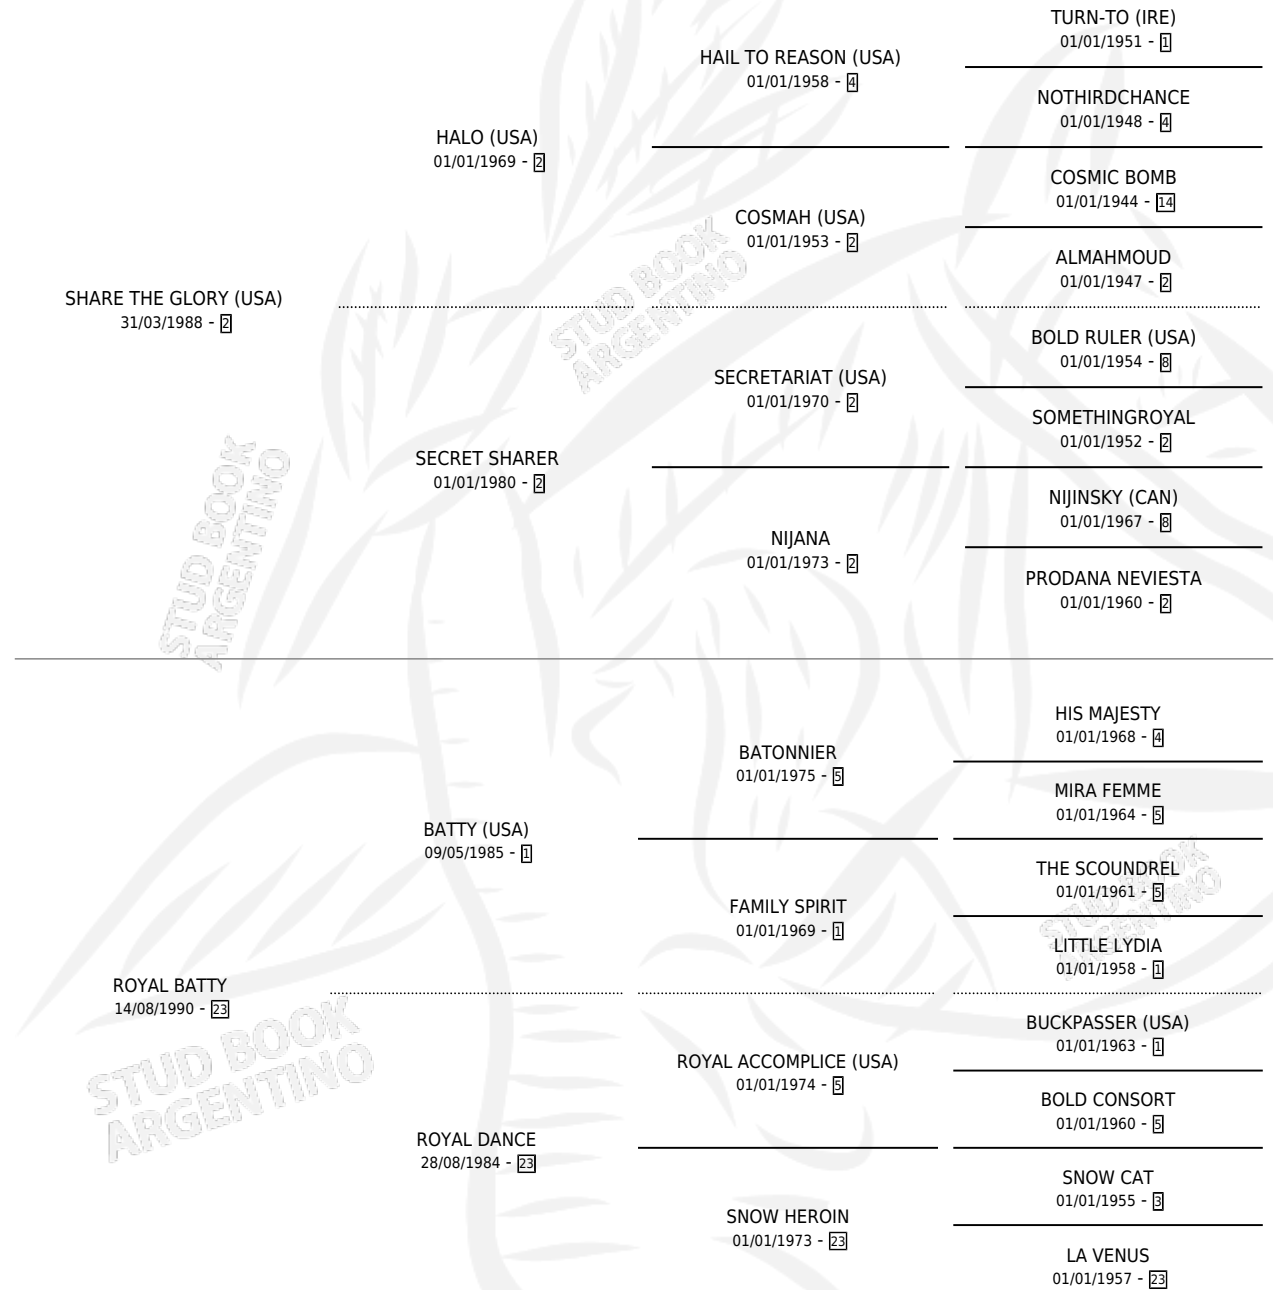 TURN-TO (IRE)
01/01/1951 - 1
HAIL TO REASON (USA)
01/01/1958 - 4
NOTHIRDCHANCE
01/01/1948 - 4
HALO (USA)
01/01/1969 - 2
COSMIC BOMB
01/01/1944 - 14
COSMAH (USA)
01/01/1953 - 2
ALMAHMOUD
01/01/1947 - 2
SHARE THE GLORY (USA)
31/03/1988 - 2
STUD BOOK
ARGENTINO
BOLD RULER (USA)
01/01/1954 - 8
SECRETARIAT (USA)
01/01/1970 - 2
SOMETHINGROYAL
01/01/1952 - 2
SECRET SHARER
01/01/1980 - 2
NIJINSKY (CAN)
01/01/1967 - 8
NIJANA
01/01/1973 - 2
PRODANA NEVIESTA
01/01/1960 - 2
STUD BOOK
ARGENTINO
HIS MAJESTY
01/01/1968 - 4
BATONNIER
01/01/1975 - 5
MIRA FEMME
01/01/1964 - 5
BATTY (USA)
09/05/1985 - 1
THE SCOUNDREL
01/01/1961 - 5
FAMILY SPIRIT
01/01/1969 - 1
STUD BOOK
ARGENTINO
LITTLE LYDIA
01/01/1958 - 1
ROYAL BATTY
14/08/1990 - 23
STUD BOOK
ARGENTINO
BUCKPASSER (USA)
01/01/1963 - 1
ROYAL ACCOMPLICE (USA)
01/01/1974 - 5
BOLD CONSORT
01/01/1960 - 5
ROYAL DANCE
28/08/1984 - 23
SNOW CAT
01/01/1955 - 3
SNOW HEROIN
01/01/1973 - 23
LA VENUS
01/01/1957 - 23